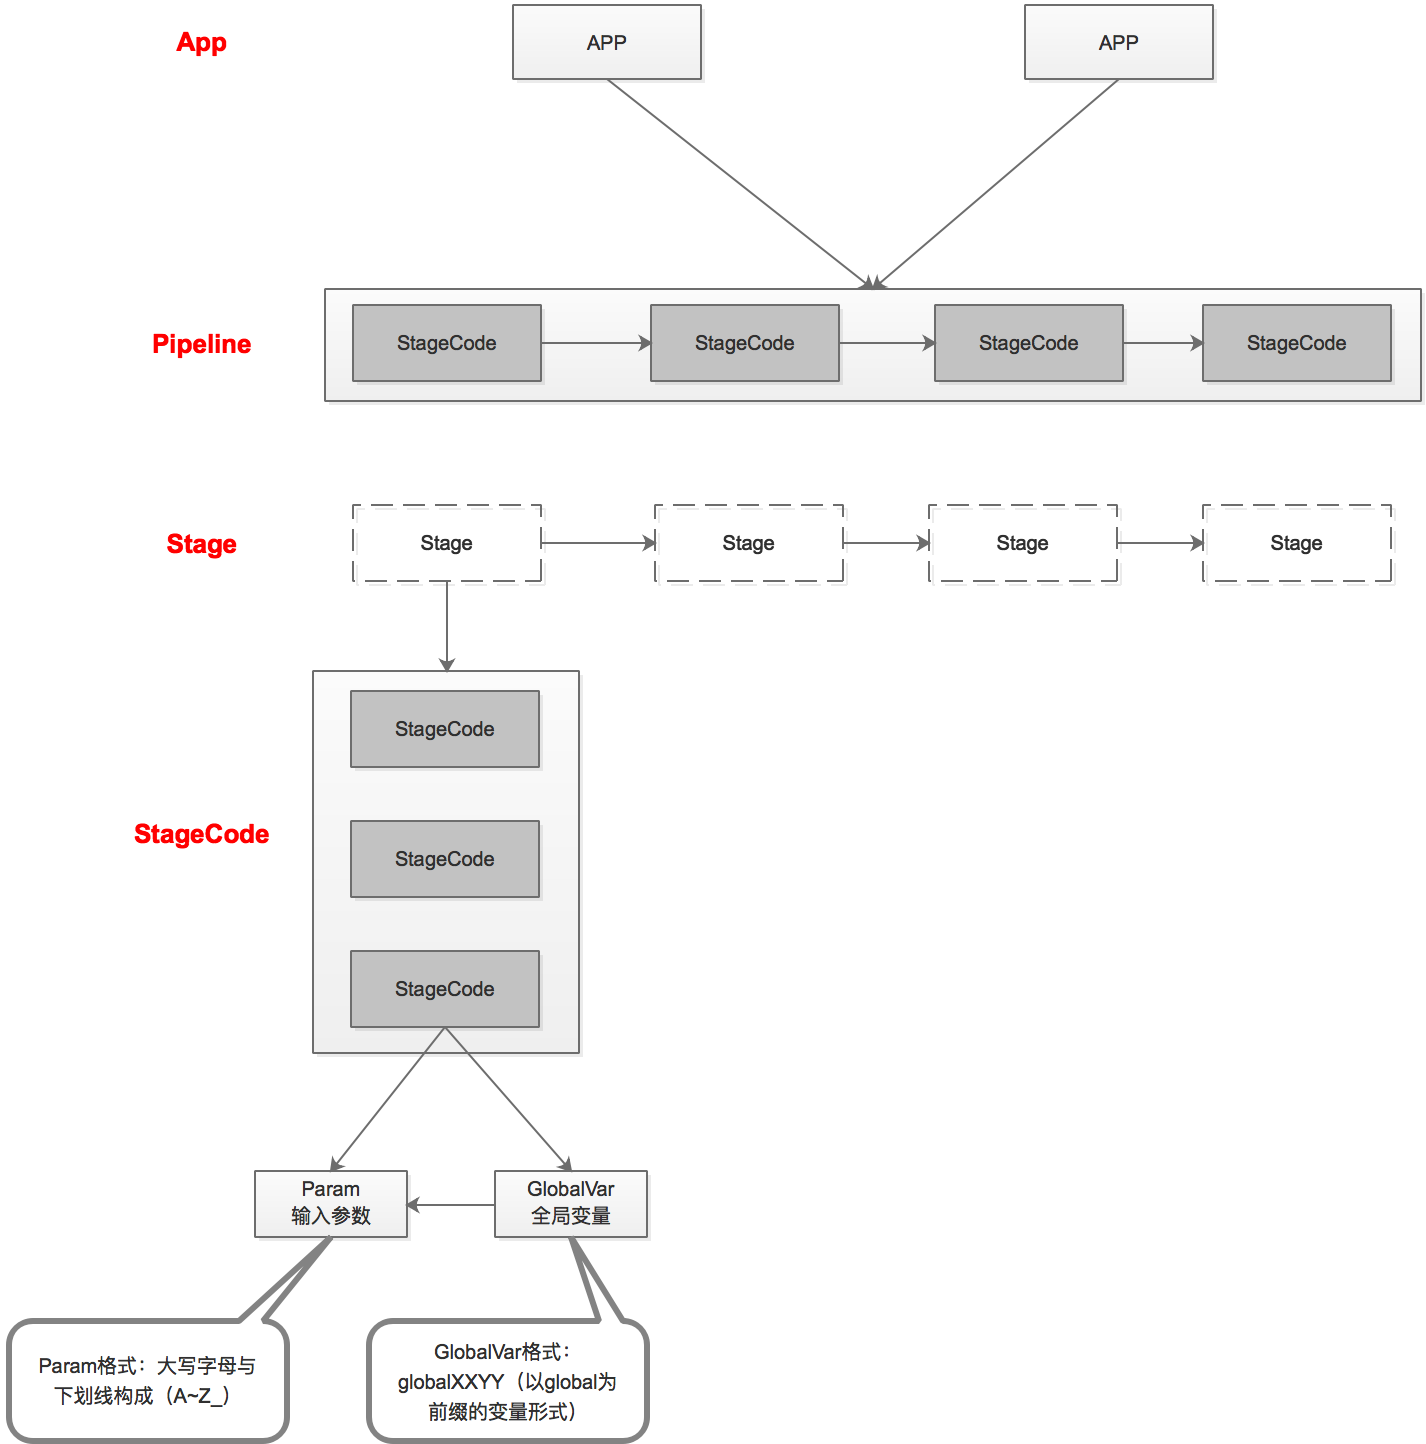 App
APP
APP
Pipeline
StageCode
StageCode
StageCode
StageCode
Stage
Stage
Stage
Stage
Stage
StageCode
StageCode
StageCode
StageCode
Param
输入参数
GlobalVar
全局变量
Param格式：大写字母与
下划线构成（A~Z_）
GlobalVar格式：
globalXXYY（以global为
前缀的变量形式）